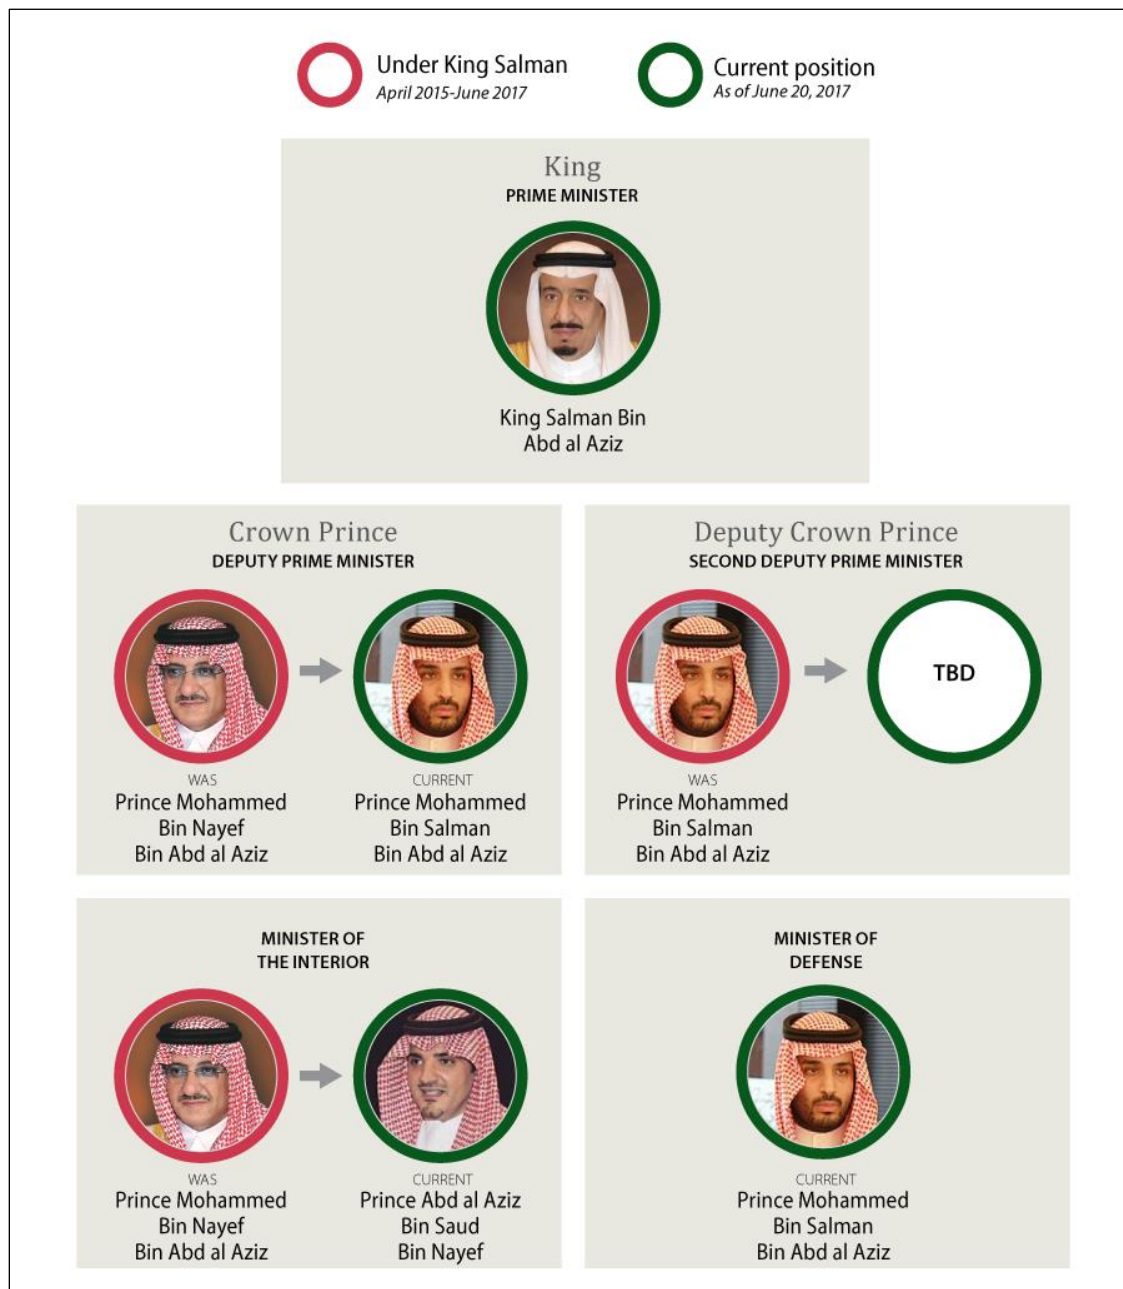 Under King Salman
April 2015-June 2017
Current position
As of June 20, 2017
King
PRIME MINISTER
King Salman Bin
Abd al Aziz
Crown Prince
DEPUTY PRIME MINISTER
WAS
Prince Mohammed
Bin Nayef
Bin Abd al Aziz
CURRENT
Prince Mohammed
Bin Salman
Bin Abd al Aziz
Deputy Crown Prince
SECOND DEPUTY PRIME MINISTER
TBD
WAS
Prince Mohammed
Bin Salman
Bin Abd al Aziz
MINISTER OF
THE INTERIOR
WAS
Prince Mohammed
Bin Nayef
Bin Abd al Aziz
CURRENT
Prince Abd al Aziz
Bin Saud
Bin Nayef
MINISTER OF
DEFENSE
CURRENT
Prince Mohammed
Bin Salman
Bin Abd al Aziz